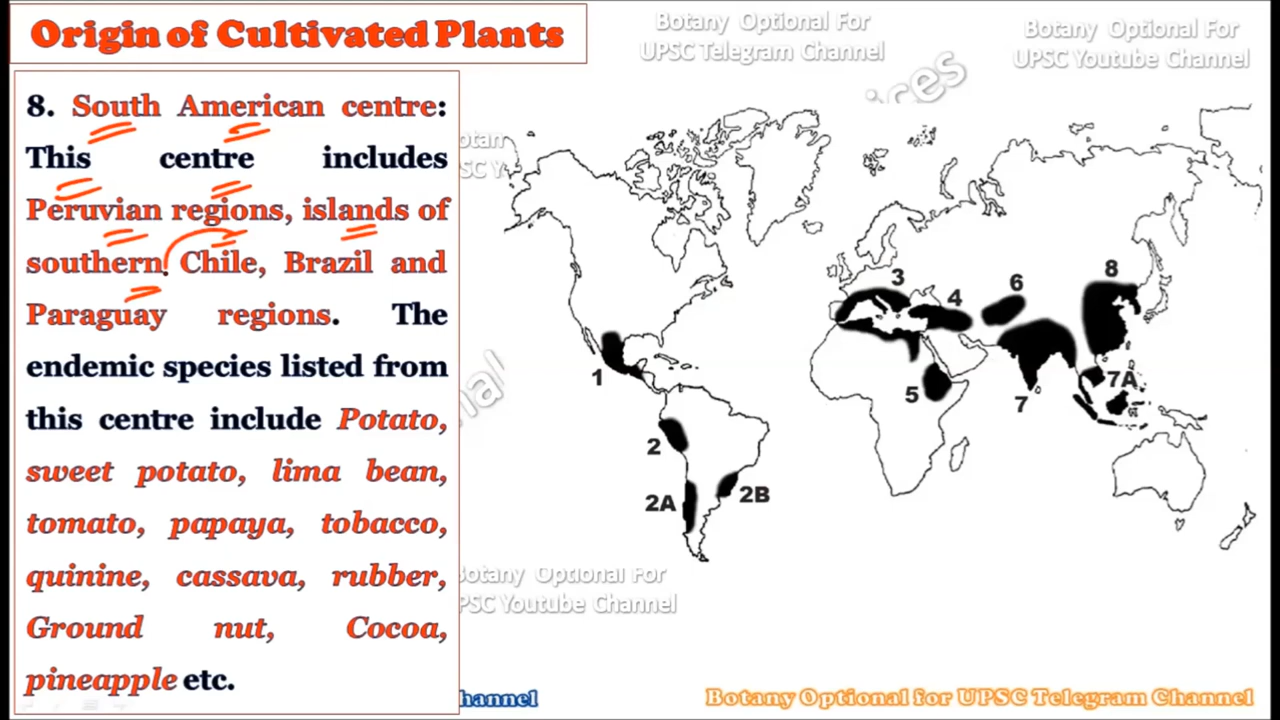 Origin of Cultivated Plants
Botany Optional For
UPSC Telegram Channel
Botany Optional For
UPSC Youtube Channel
8. South American centre:
This centre includes
Peruvian regions, islands of
southern Chile, Brazil and
Paraguay regions. The
endemic species listed from
this centre include Potato,
sweet potato, lima bean,
tomato, papaya, tobacco,
quinine, cassava, rubber,
Ground nut, Cocoa,
pineapple etc.
3
4
6
8
1
5
7
7A
2
2A
2B
Botany Optional For
UPSC Youtube Channel
hannel
Botany Optional for UPSC Telegram Channel